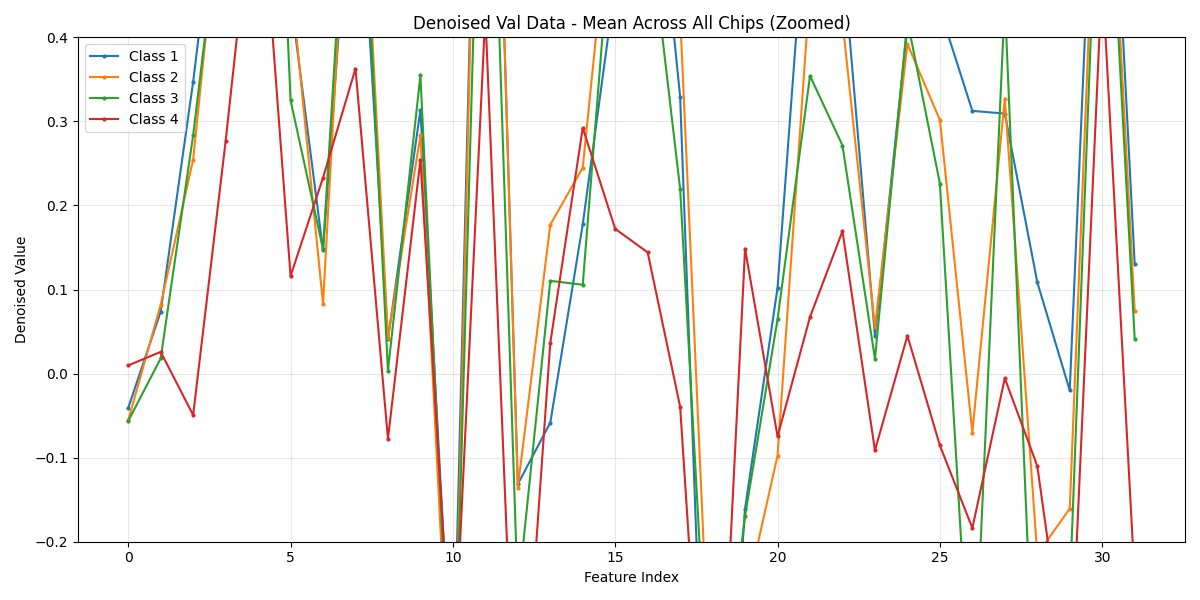 Denoised Val Data - Mean Across All Chips (Zoomed)
Denoised Value
0.4
0.3
0.2
0.1
0.0
−0.1
−0.2
Class 1
Class 2
Class 3
Class 4
0 5 10 15 20 25 30
Feature Index